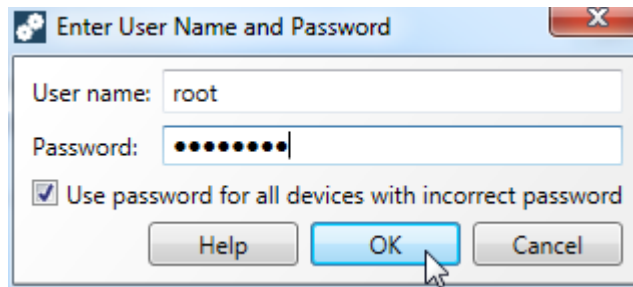 Enter User Name and Password
User name: root
Password: ●●●●●●●●
Use password for all devices with incorrect password
Help OK Cancel